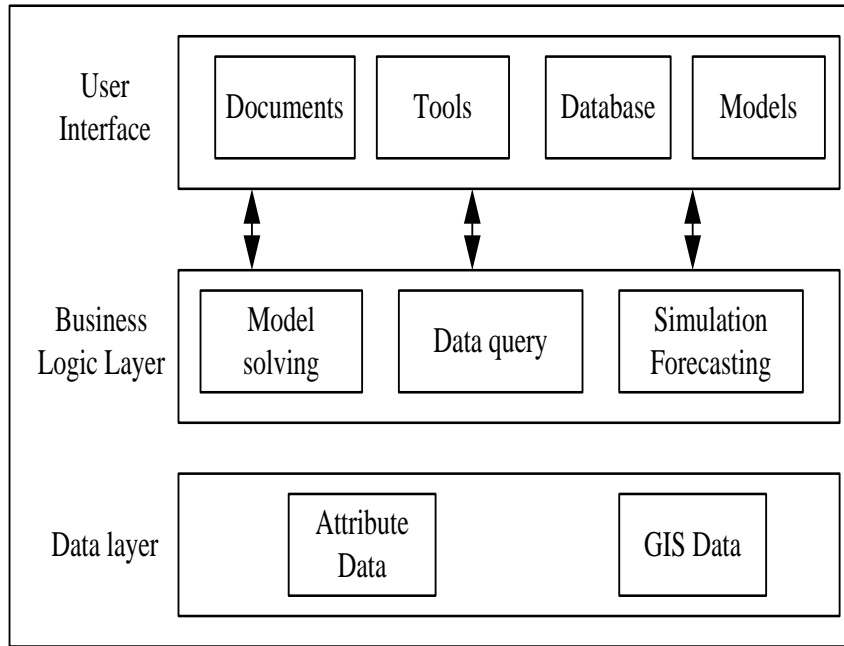 User
Interface
Documents
Tools
Database
Models
Business
Logic Layer
Model
solving
Data query
Simulation
Forecasting
Data layer
Attribute
Data
GIS Data